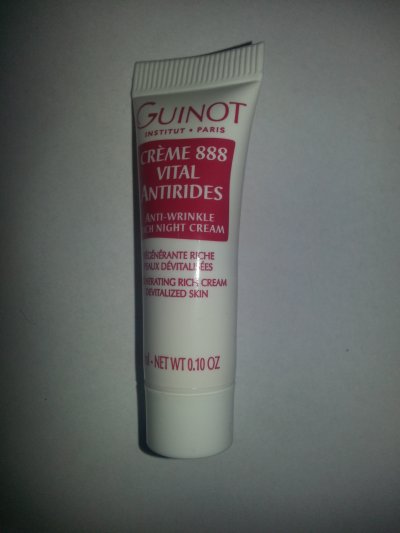 GUINOT
INSTITUT • PARIS
CRÈME 888
VITAL
ANTIRIDES
ANTI-WRINKLE
NIGHT CREAM
RÉGÉNÉRANTE RICHE
PEAUX DÉVITALISÉES
RICH CREAM
DEVITALIZED SKIN
• NET WT 0.10 OZ